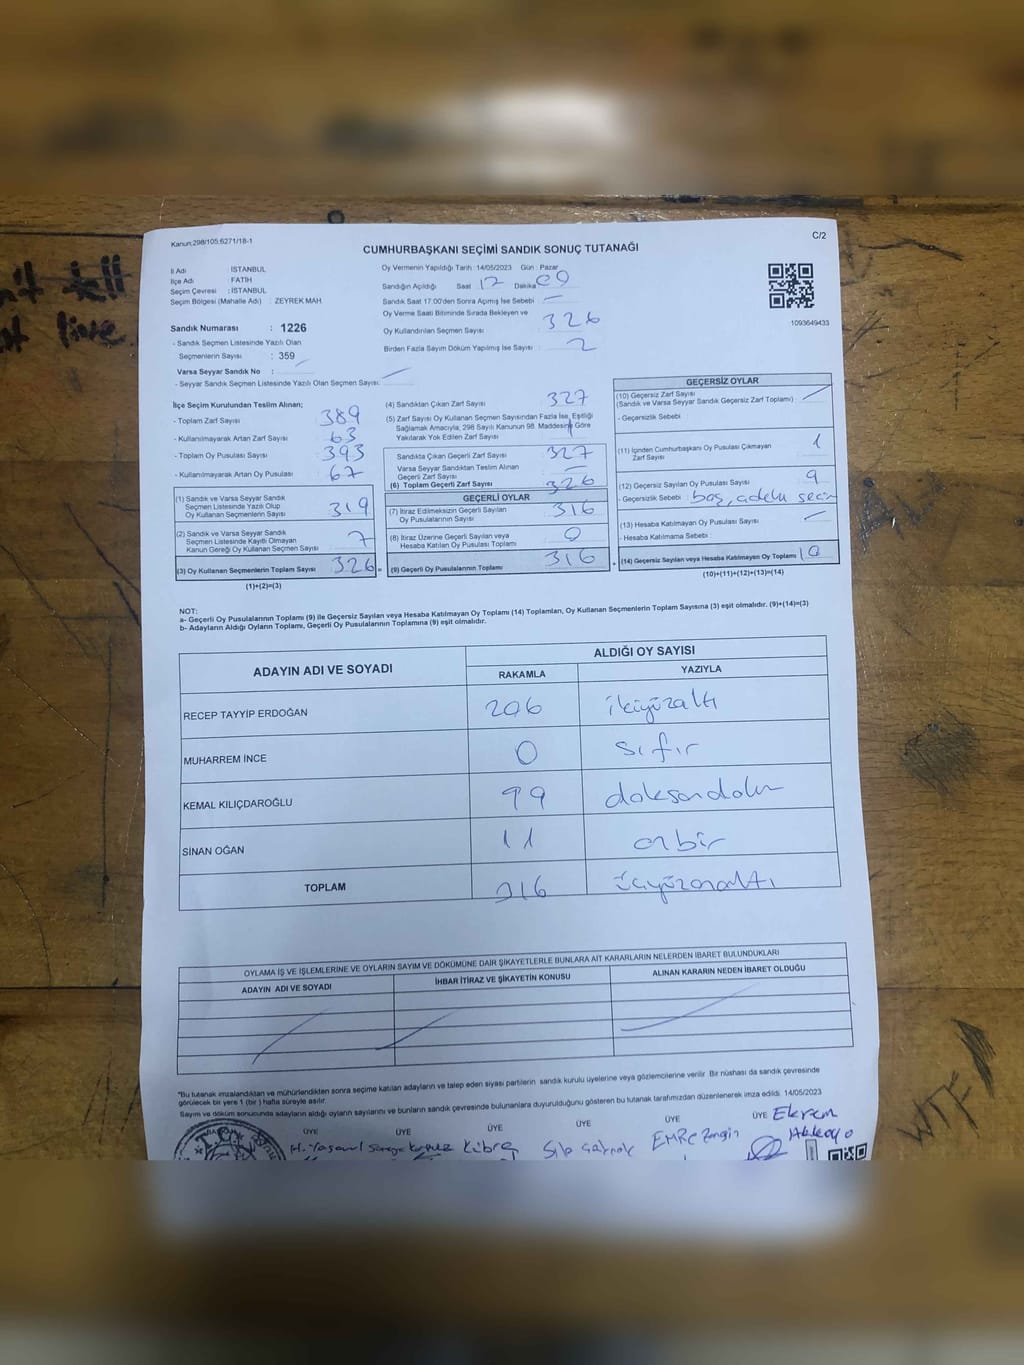 Kanun:298/105;6271/18-1
C/2
CUMHURBAŞKANI SEÇİMİ SANDIK SONUÇ TUTANAĞI
İl Adı : İSTANBUL
İlçe Adı : FATİH
Seçim Çevresi : İSTANBUL
Seçim Bölgesi (Mahalle Adı) : ZEYREK MAH.
Sandık Numarası : 1226
- Sandık Seçmen Listesinde Yazılı Olan
Seçmenlerin Sayısı : 359
Varsa Seyyar Sandık No :
- Seyyar Sandık Seçmen Listesinde Yazılı Olan Seçmen Sayısı:
Oy Vermenin Yapıldığı Tarih : 14/05/2023 Gün : Pazar
Sandığın Açıldığı Saat 17 Dakika 09
Sandık Saat 17.00'den Sonra Açımış İse Sebebi
Oy Verme Saati Bitiminde Sırada Bekleyen ve
Oy Kullandırılan Seçmen Sayısı 326
Birden Fazla Sayım Döküm Yapılmış İse Sayısı : 2
1093649433
İlçe Seçim Kurulundan Teslim Alınan;
- Toplam Zarf Sayısı 389
- Kullanılmayarak Artan Zarf Sayısı 63
- Toplam Oy Pusulası Sayısı 393
- Kullanılmayarak Artan Oy Pusulası 67
(1) Sandık ve Varsa Seyyar Sandık
Seçmen Listesinde Yazılı Olup
Oy Kullanan Seçmenlerin Sayısı 319
(2) Sandık ve Varsa Seyyar Sandık
Seçmen Listesinde Kayıtlı Olmayan
Kanun Gereği Oy Kullanan Seçmen Sayısı 7
(3) Oy Kullanan Seçmenlerin Toplam Sayısı 326 =
(1)+(2)=(3)
(4) Sandıktan Çıkan Zarf Sayısı 327
(5) Zarf Sayısı Oy Kullanan Seçmen Sayısından Fazla İse, Eşitliği
Sağlamak Amacıyla; 298 Sayılı Kanunun 98. Maddesine Göre
Yakılarak Yok Edilen Zarf Sayısı 1
Sandıkta Çıkan Geçerli Zarf Sayısı 327
Varsa Seyyar Sandıktan Teslim Alınan
Geçerli Zarf Sayısı
(6) Toplam Geçerli Zarf Sayısı 326
GEÇERLİ OYLAR
(7) İtiraz Edilmeksizin Geçerli Sayılan
Oy Pusulalarının Sayısı 316
(8) İtiraz Üzerine Geçerli Sayılan veya
Hesaba Katılan Oy Pusulası Toplamı 0
(9) Geçerli Oy Pusulalarının Toplamı 316 +
GEÇERSİZ OYLAR
(10) Geçersiz Zarf Sayısı
(Sandık ve Varsa Seyyar Sandık Geçersiz Zarf Toplamı)
- Geçersizlik Sebebi
(11) İçinden Cumhurbaşkanı Oy Pusulası Çıkmayan
Zarf Sayısı 1
(12) Geçersiz Sayılan Oy Pusulası Sayısı 9
- Geçersizlik Sebebi boş,
(13) Hesaba Katılmayan Oy Pusulası Sayısı
- Hesaba Katmama Sebebi
(14) Geçersiz Sayılan veya Hesaba Katılmayan Oy Toplamı 10
(10)+(11)+(12)+(13)=(14)
NOT:
a- Geçerli Oy Pusulalarının Toplamı (9) ile Geçersiz Sayılan veya Hesaba Katılmayan Oy Toplamı (14) Toplamları, Oy Kullanan Seçmenlerin Toplam Sayısına (3) eşit olmalıdır. (9)+(14)=(3)
b- Adayların Aldığı Oyların Toplamı, Geçerli Oy Pusulalarının Toplamına (9) eşit olmalıdır.
ADAYIN ADI VE SOYADI
ALDIĞI OY SAYISI
RAKAMLA YAZIYLA
RECEP TAYYİP ERDOĞAN 206 ikiyüzaltı
MUHARREM İNCE 0 sıfır
KEMAL KILIÇDAROĞLU 99 doksandokuz
SİNAN OĞAN 11 onbir
TOPLAM 316 üçyüzonaltı
OYLAMA İŞ VE İŞLEMLERİNE VE OYLARIN SAYIM VE DÖKÜMÜNE DAİR ŞİKAYETLERLE BUNLARA AİT KARARLARIN NELERDEN İBARET BULUNDUKLARI
ADAYIN ADI VE SOYADI İHBAR İTİRAZ VE ŞİKAYETİN KONUSU ALINAN KARARIN NEDEN İBARET OLDUĞU
"Bu tutanak imzalandıktan ve mühürlendikten sonra seçime katılan adayların ve talep eden siyasi partilerin sandık kurulu üyelerine veya gözlemcilerine verilir. Bir nüshası da sandık çevresinde
görülecek bir yere 1 (bir ) hafta süreyle asılır.
Sayım ve döküm sonucunda adayların aldığı oyların sayılarını ve bunların sandık çevresinde bulunanlara duyurulduğunu gösteren bu tutanak tarafımızdan düzenlenerek imza edildi. 14/05/2023
ÜYE ÜYE ÜYE ÜYE ÜYE ÜYE Ekrem
Kübra EMRE Zengin
T.C.
WTF